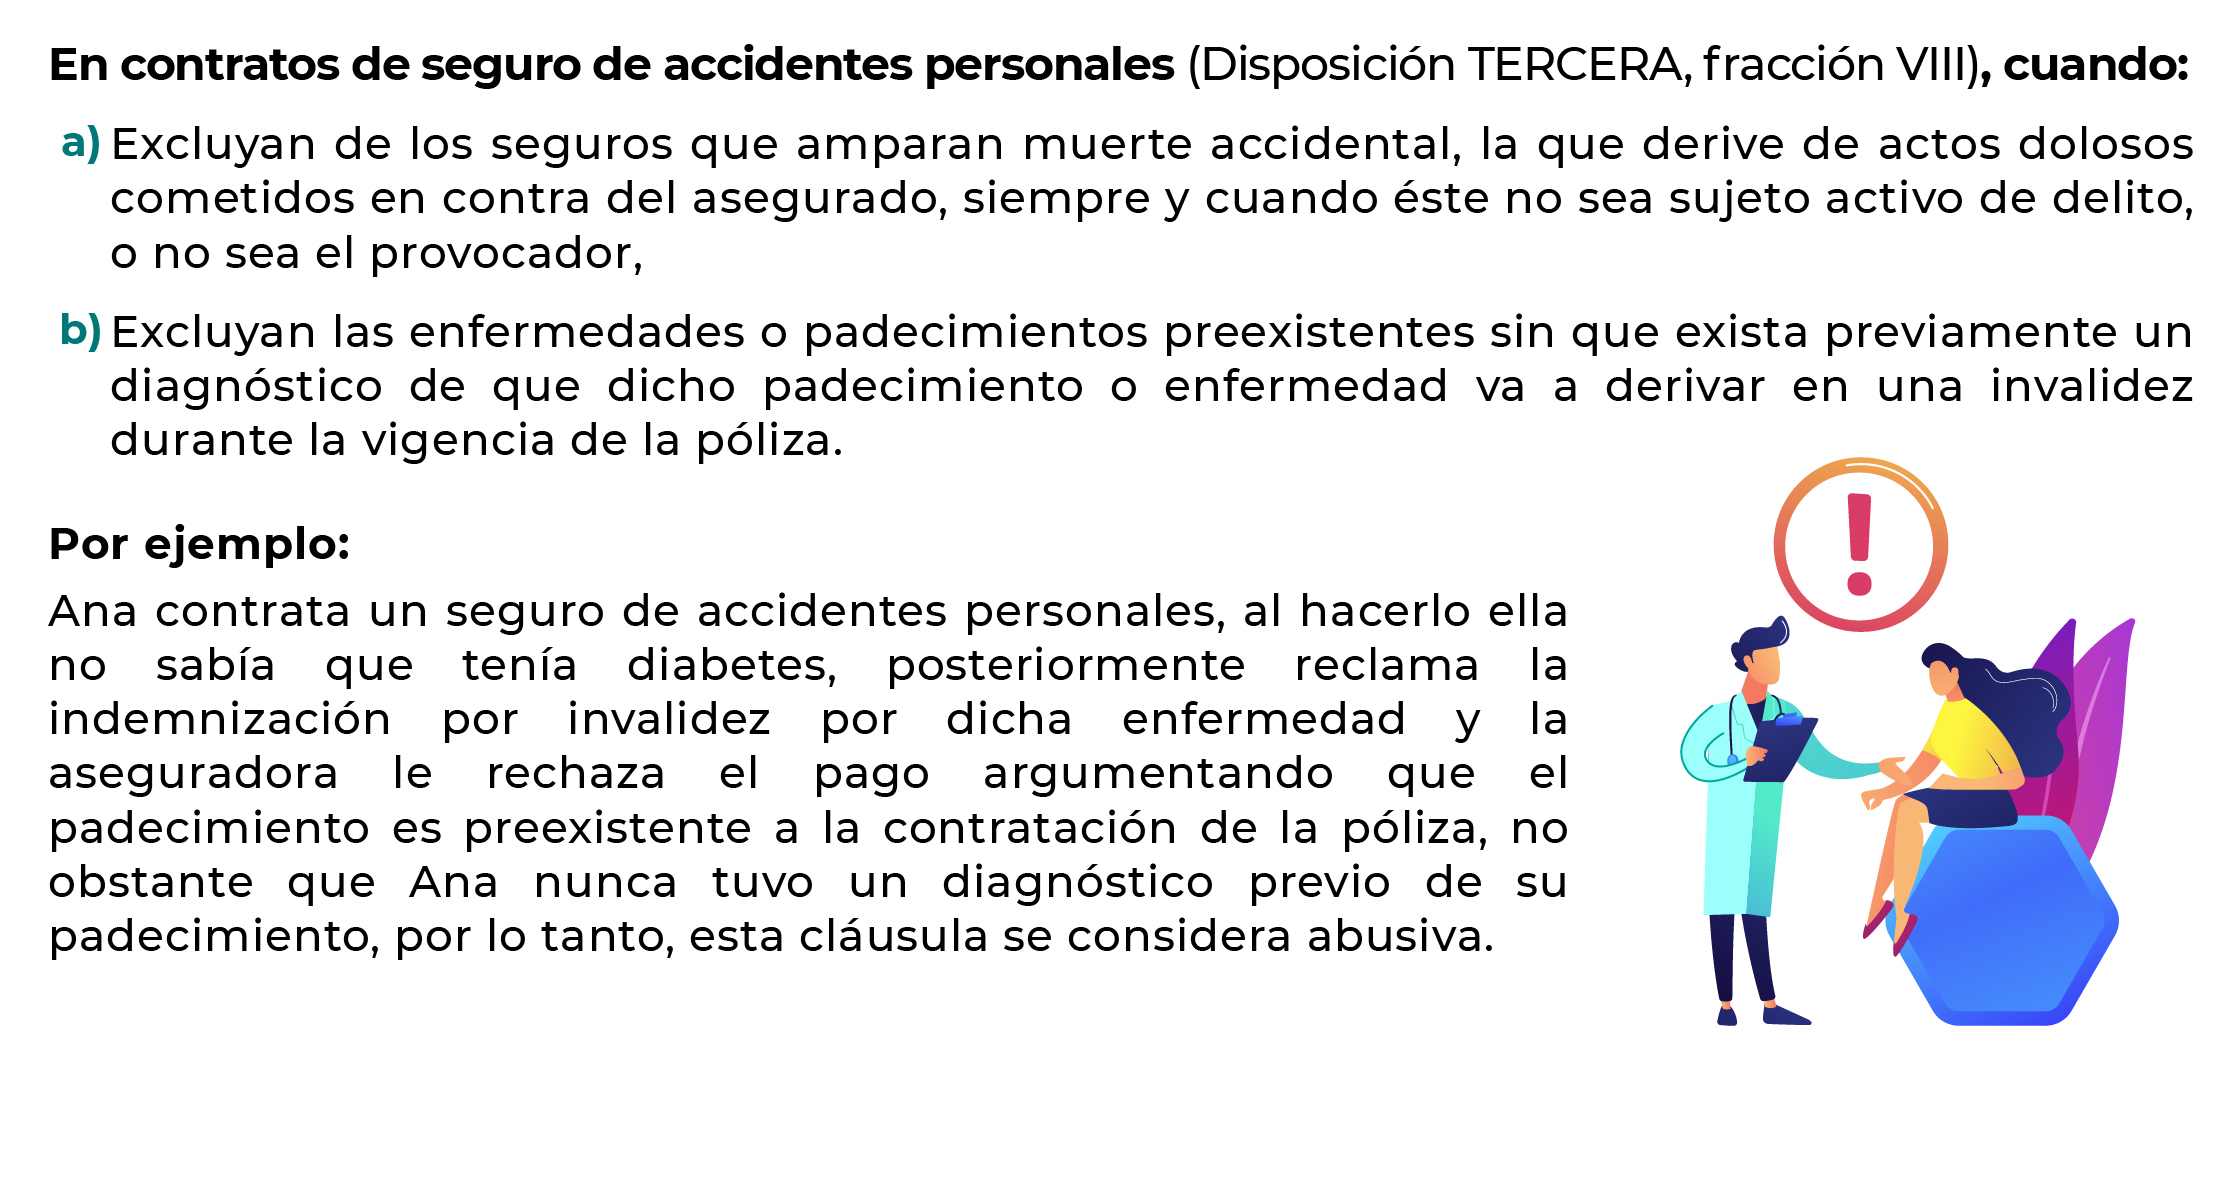 En contratos de seguro de accidentes personales (Disposición TERCERA, fracción VIII), cuando:
a) Excluyan de los seguros que amparan muerte accidental, la que derive de actos dolosos
cometidos en contra del asegurado, siempre y cuando éste no sea sujeto activo de delito,
o no sea el provocador,
b) Excluyan las enfermedades o padecimientos preexistentes sin que exista previamente un
diagnóstico de que dicho padecimiento o enfermedad va a derivar en una invalidez
durante la vigencia de la póliza.
Por ejemplo:
Ana contrata un seguro de accidentes personales, al hacerlo ella
no sabía que tenía diabetes, posteriormente reclama la
indemnización por invalidez por dicha enfermedad y la
aseguradora le rechaza el pago argumentando que el
padecimiento es preexistente a la contratación de la póliza, no
obstante que Ana nunca tuvo un diagnóstico previo de su
padecimiento, por lo tanto, esta cláusula se considera abusiva.
!